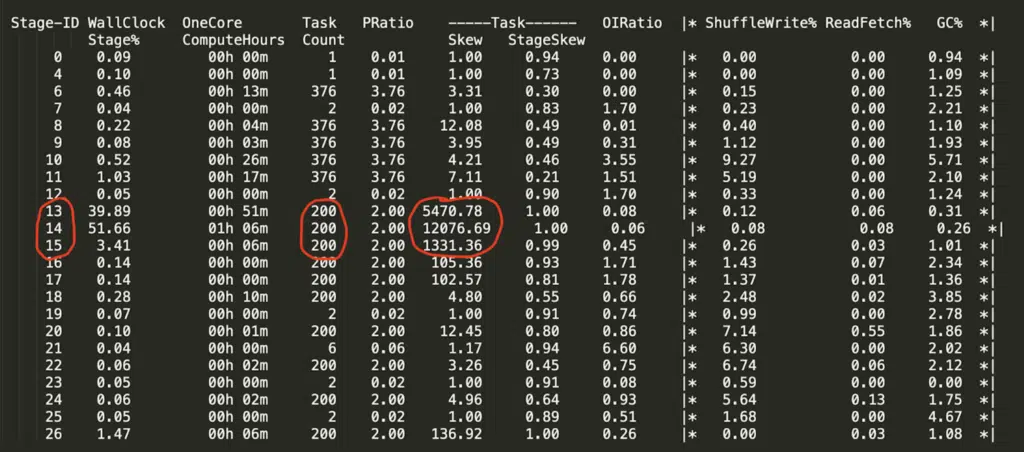 Stage-ID WallClock OneCore Task PRatio -----Task------ OIRatio |* ShuffleWrite% ReadFetch% GC% *|
Stage% ComputeHours Count Skew StageSkew
0 0.09 00h 00m 1 0.01 1.00 0.94 0.00 |* 0.00 0.00 0.94 *|
4 0.10 00h 00m 1 0.01 1.00 0.73 0.00 |* 0.00 0.00 1.09 *|
6 0.46 00h 13m 376 3.76 3.31 0.30 0.00 |* 0.15 0.00 1.25 *|
7 0.04 00h 00m 2 0.02 1.00 0.83 1.70 |* 0.23 0.00 2.21 *|
8 0.22 00h 04m 376 3.76 12.08 0.49 0.01 |* 0.40 0.00 1.10 *|
9 0.08 00h 03m 376 3.76 3.95 0.49 0.31 |* 1.12 0.00 1.93 *|
10 0.52 00h 26m 376 3.76 4.21 0.46 3.55 |* 9.27 0.00 5.71 *|
11 1.03 00h 17m 376 3.76 7.11 0.21 1.51 |* 5.19 0.00 2.10 *|
12 0.05 00h 00m 2 0.02 1.00 0.90 1.70 |* 0.33 0.00 1.24 *|
13 39.89 00h 51m 200 2.00 5470.78 1.00 0.08 |* 0.12 0.06 0.31 *|
14 51.66 01h 06m 200 2.00 12076.69 1.00 0.06 |* 0.08 0.08 0.26 *|
15 3.41 00h 06m 200 2.00 1331.36 0.99 0.45 |* 0.26 0.03 1.01 *|
16 0.14 00h 00m 200 2.00 105.36 0.93 1.71 |* 1.43 0.07 2.34 *|
17 0.14 00h 00m 200 2.00 102.57 0.81 1.78 |* 1.37 0.01 1.36 *|
18 0.28 00h 10m 200 2.00 4.80 0.55 0.66 |* 2.48 0.02 3.85 *|
19 0.07 00h 00m 2 0.02 1.00 0.91 0.74 |* 0.99 0.00 2.78 *|
20 0.10 00h 01m 200 2.00 12.45 0.80 0.86 |* 7.14 0.55 1.86 *|
21 0.04 00h 00m 6 0.06 1.17 0.94 6.60 |* 6.30 0.00 2.02 *|
22 0.06 00h 02m 200 2.00 3.26 0.45 0.75 |* 6.74 0.06 2.12 *|
23 0.05 00h 00m 2 0.02 1.00 0.91 0.08 |* 0.59 0.00 0.00 *|
24 0.06 00h 02m 200 2.00 4.96 0.64 0.93 |* 5.64 0.13 1.75 *|
25 0.05 00h 00m 2 0.02 1.00 0.89 0.51 |* 1.68 0.00 4.67 *|
26 1.47 00h 06m 200 2.00 136.92 1.00 0.26 |* 0.00 0.03 1.08 *|